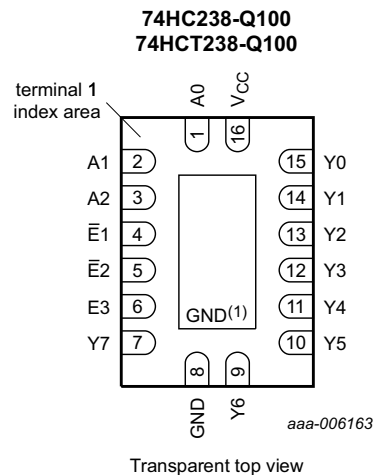 74HC238-Q100
74HCT238-Q100
terminal 1
index area
A0
VCC
1
16
A1 2
15 Y0
A2 3
14 Y1
E̅1 4
13 Y2
E̅2 5
12 Y3
E3 6
11 Y4
Y7 7
10 Y5
GND(1)
8
9
GND
Y6
aaa-006163
Transparent top view